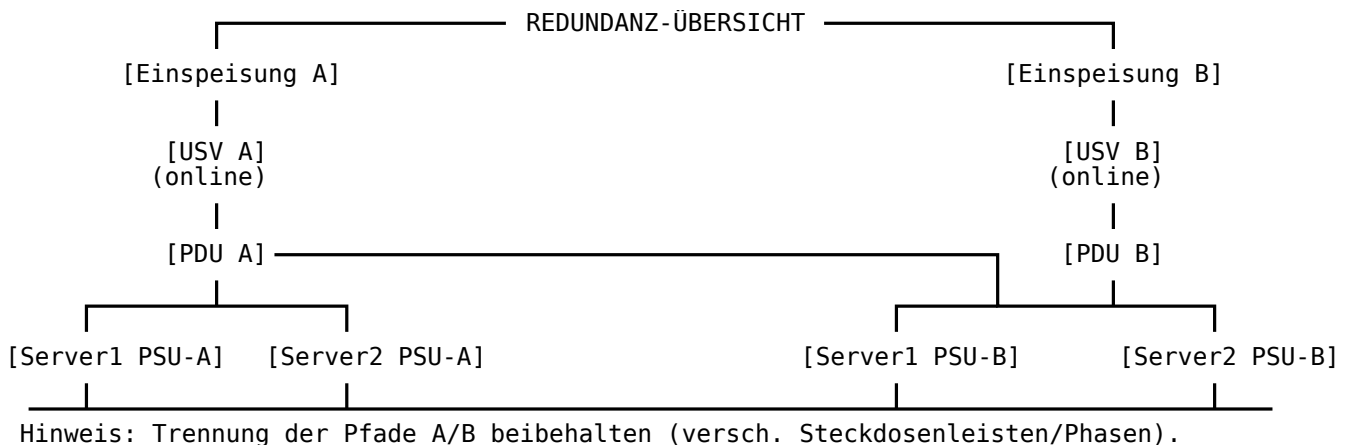 REDUNDANZ-ÜBERSICHT
[Einspeisung A] [Einspeisung B]
[USV A] [USV B]
(online) (online)
[PDU A] [PDU B]
[Server1 PSU-A] [Server2 PSU-A] [Server1 PSU-B] [Server2 PSU-B]
Hinweis: Trennung der Pfade A/B beibehalten (versch. Steckdosenleisten/Phasen).